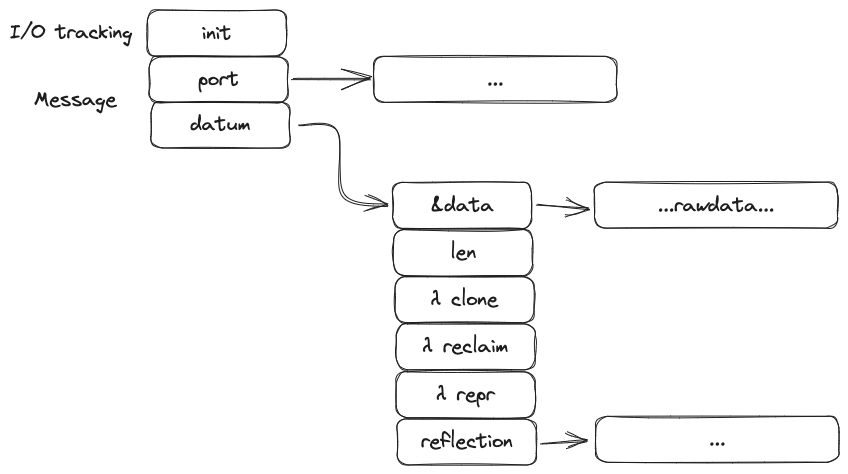 I/O tracking
init
port
...
Message
datum
&data
...rawdata...
len
λ clone
λ reclaim
λ repr
reflection
...